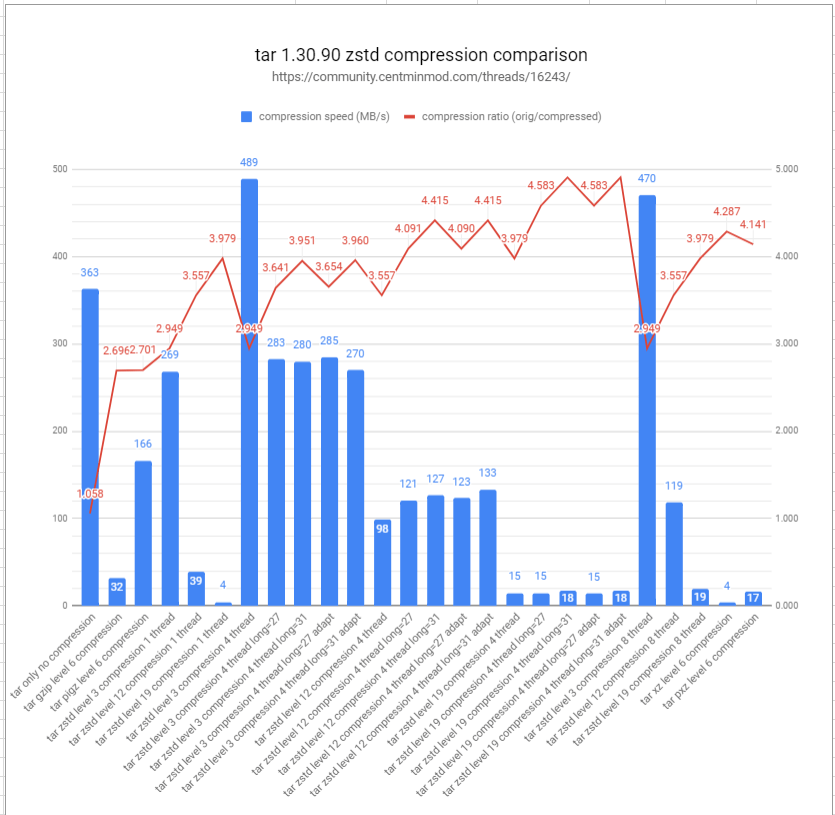 tar 1.30.90 zstd compression comparison
https://community.centminmod.com/threads/16243/
compression speed (MB/s) compression ratio (orig/compressed)
500 489 470 5.000
4.583 4.583
4.415 4.415 4.287
4.141
400 363 3.979 3.951 3.960 4.091 4.090 3.979 3.979 4.000
3.641 3.654 3.557 3.557
3.557
300 2.949 2.949 2.949 3.000
2.696 2.701 269 283 280 285 270
200 2.000
166
1.058 121 127 123 133 119
100 98 1.000
32 39 4 15 15 18 15 18 19 4 17
0 0.000
tar only no compression
tar gzip level 6 compression
tar pigz level 6 compression
tar zstd level 3 compression 1 thread
tar zstd level 12 compression 1 thread
tar zstd level 19 compression 1 thread
tar zstd level 3 compression 4 thread
tar zstd level 3 compression 4 thread long=27
tar zstd level 3 compression 4 thread long=31
tar zstd level 3 compression 4 thread long=27 adapt
tar zstd level 3 compression 4 thread long=31 adapt
tar zstd level 12 compression 4 thread
tar zstd level 12 compression 4 thread long=27
tar zstd level 12 compression 4 thread long=31
tar zstd level 12 compression 4 thread long=27 adapt
tar zstd level 12 compression 4 thread long=31 adapt
tar zstd level 19 compression 4 thread
tar zstd level 19 compression 4 thread long=27
tar zstd level 19 compression 4 thread long=31
tar zstd level 19 compression 4 thread long=27 adapt
tar zstd level 19 compression 4 thread long=31 adapt
tar zstd level 3 compression 8 thread
tar zstd level 12 compression 8 thread
tar zstd level 19 compression 8 thread
tar xz level 6 compression
tar pxz level 6 compression